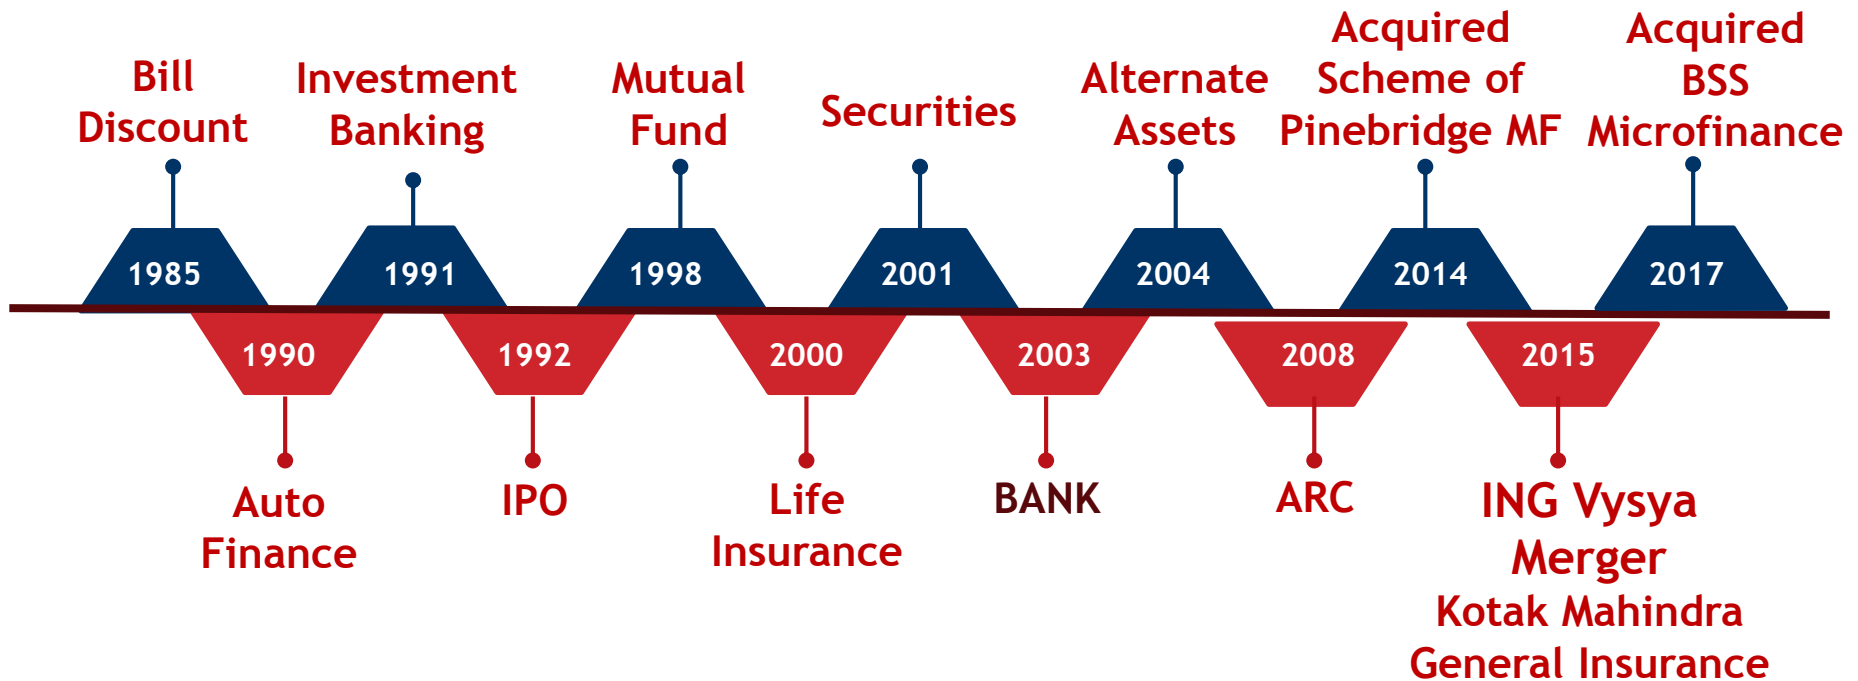 Bill
Discount
Investment
Banking
Mutual
Fund
Securities
Alternate
Assets
Acquired
Scheme of
Pinebridge MF
Acquired
BSS
Microfinance
1985
1991
1998
2001
2004
2014
2017
1990
1992
2000
2003
2008
2015
Auto
Finance
IPO
Life
Insurance
BANK
ARC
ING Vysya
Merger
Kotak Mahindra
General Insurance